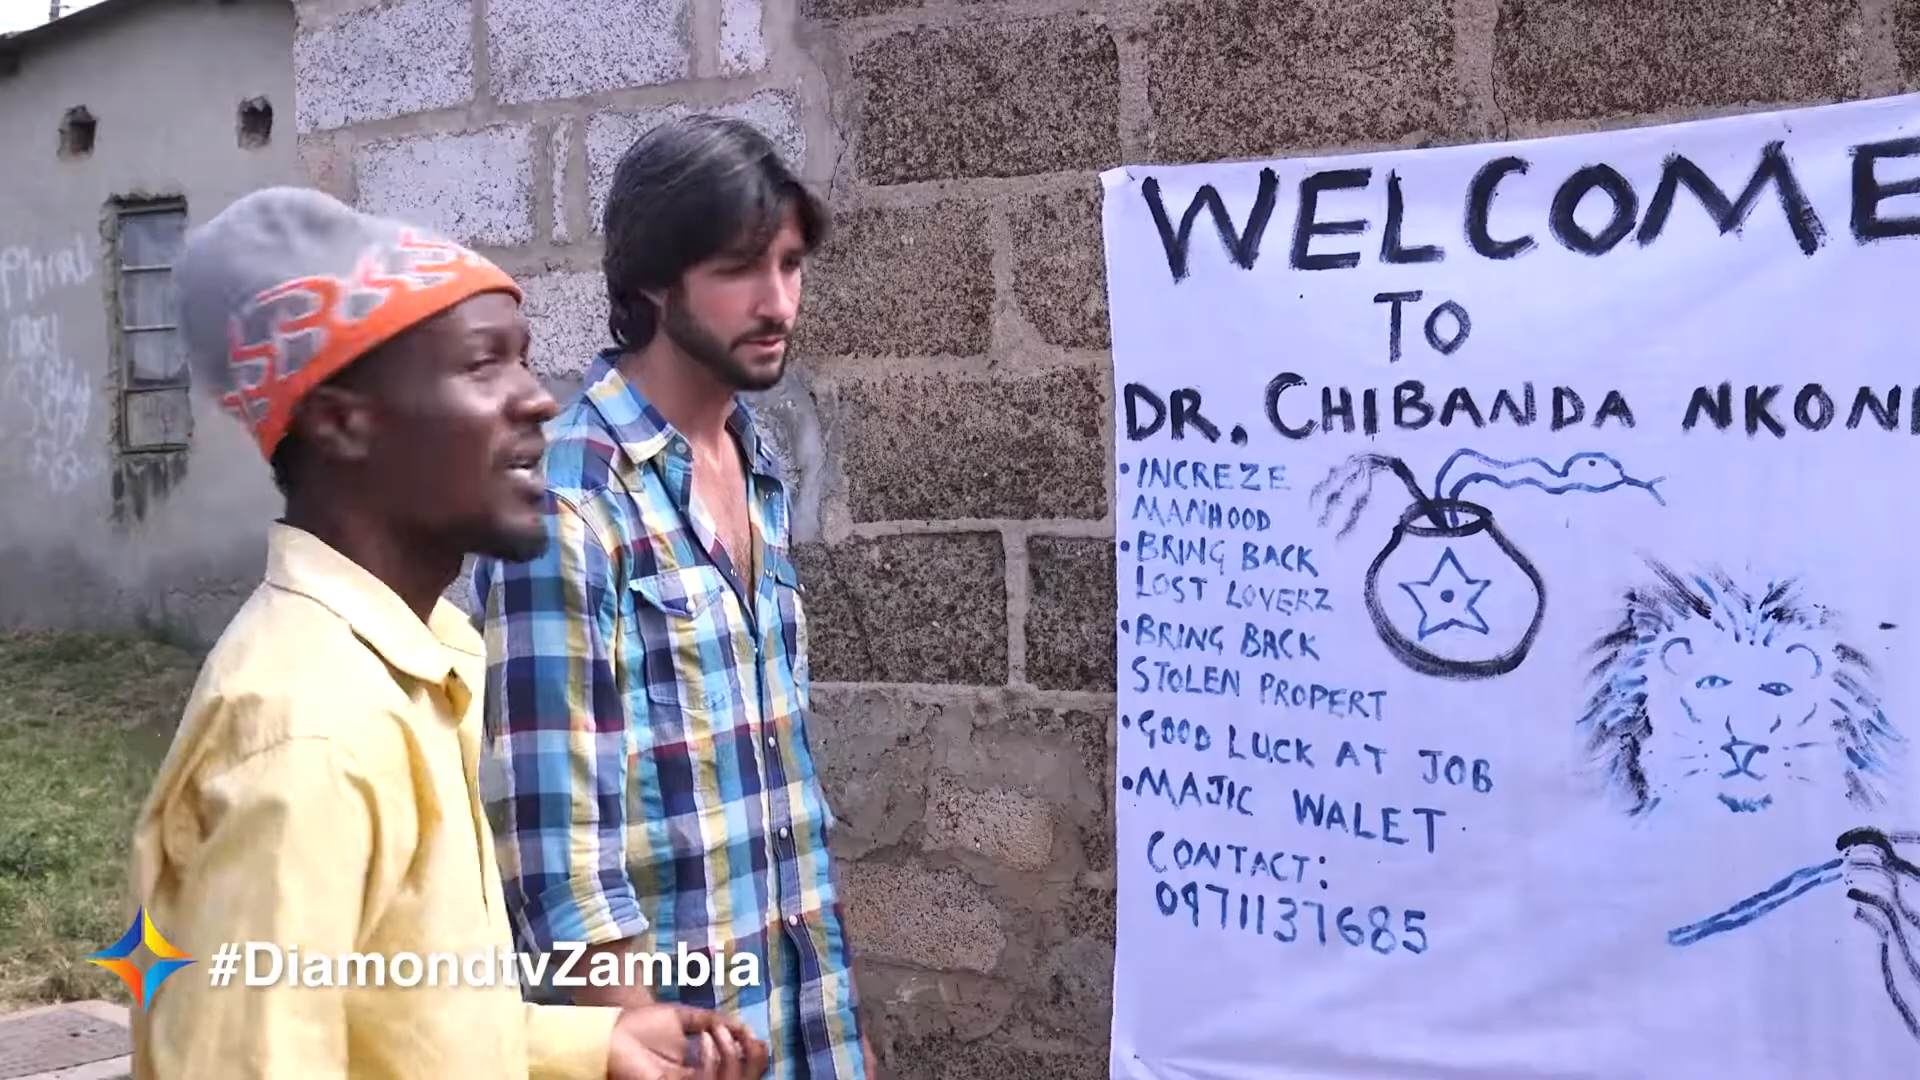 WELCOME
TO
DR. CHIBANDA NKON
• INCREZE
MANHOOD
• BRING BACK
LOST LOVERZ
• BRING BACK
STOLEN PROPERT
• GOOD LUCK AT JOB
• MAJIC WALET
CONTACT:
0971137685
#DiamondtvZambia